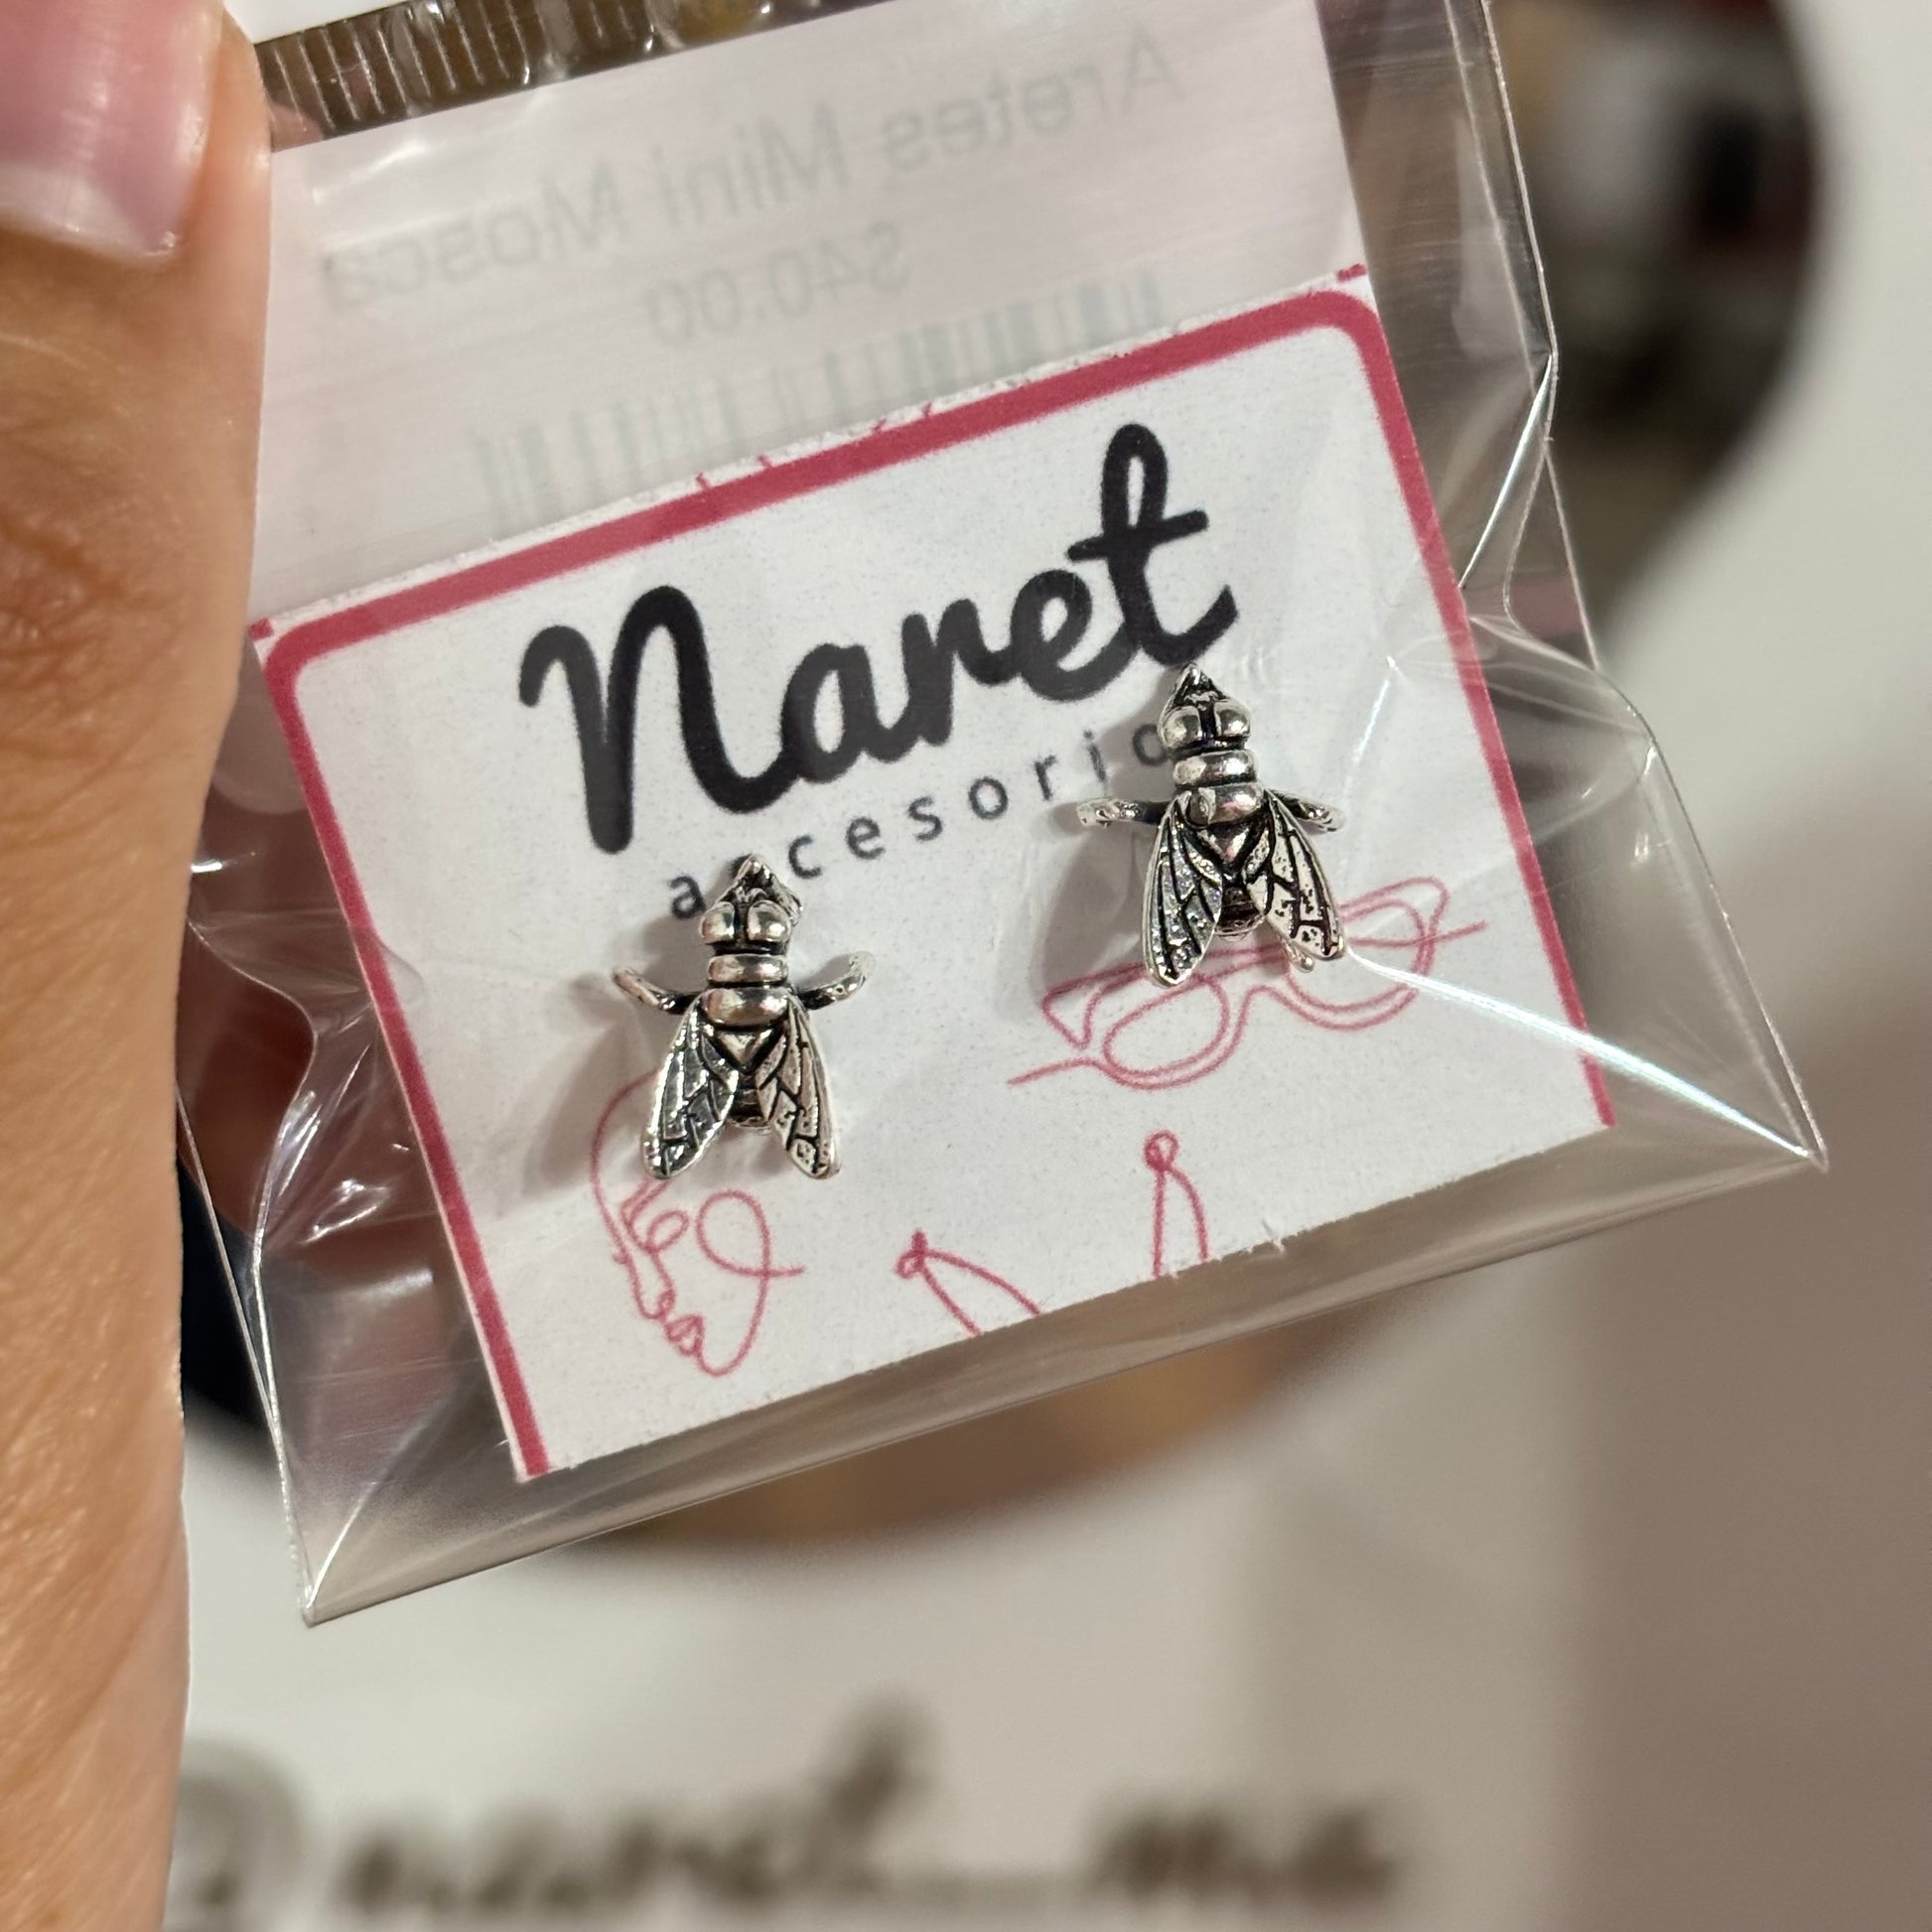 Aretes Mini Mosca
$40.00
Naret
accesorio